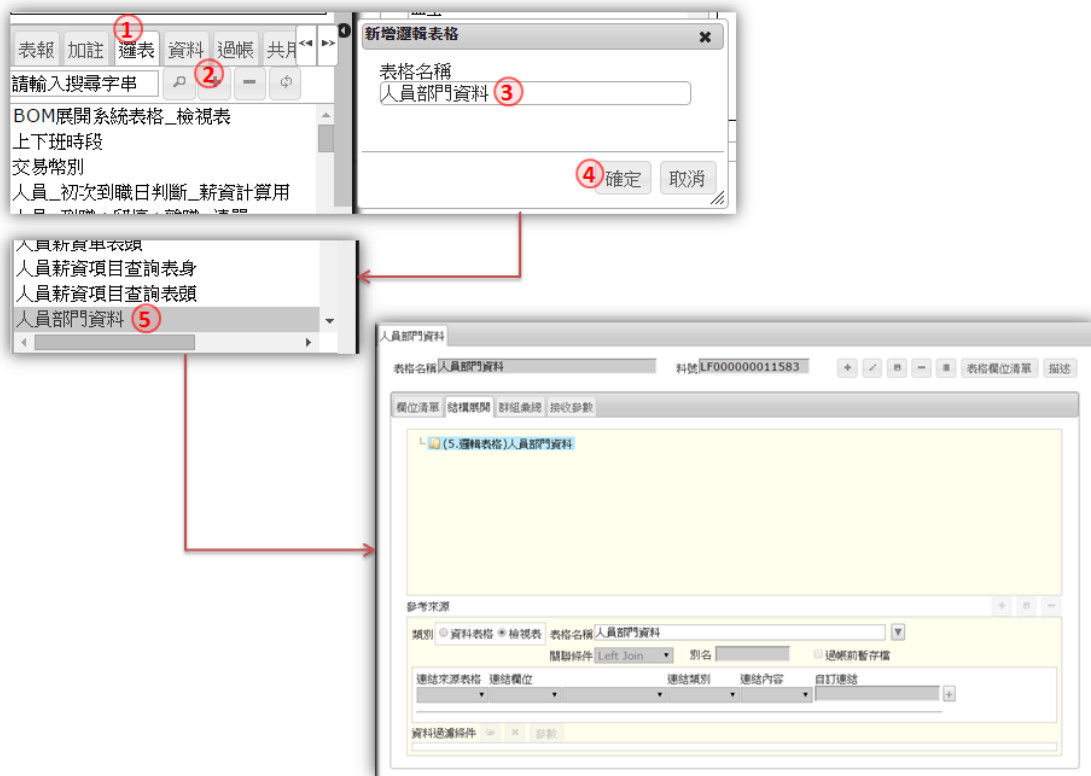 1
表報 加註 邏表 資料 過帳 共用
請輸入搜尋字串 2
BOM展開系統表格_檢視表
上下班時段
交易幣別
人員_初次到職日判斷_薪資計算用
新增邏輯表格
表格名稱
人員部門資料 3
4 確定 取消
人員薪資單表頭
人員薪資項目查詢表身
人員薪資項目查詢表頭
人員部門資料 5
人員部門資料
表格名稱 人員部門資料 料號 LF000000011583 表格欄位清單 描述
欄位清單 結構展開 群組彙總 接收參數
(5.邏輯表格)人員部門資料
參考來源
類別 資料表格 檢視表 表格名稱 人員部門資料
關聯條件 Left Join 別名 過帳前暫存檔
連結來源表格 連結欄位 連結類別 連結內容 自訂連結
資料過濾條件 參數